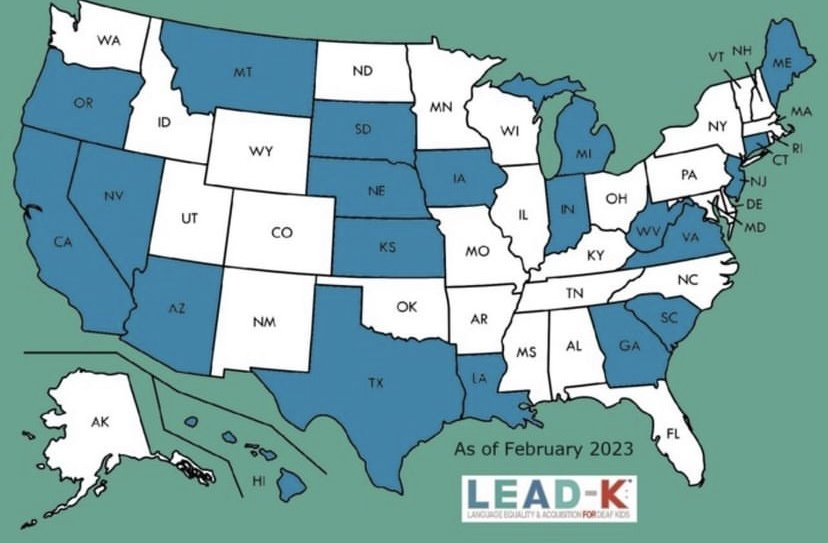 WA
MT
ND
MN
VT
NH
ME
OR
ID
SD
WI
MI
NY
MA
WY
RI
CT
NV
UT
NE
IA
IL
IN
OH
PA
NJ
DE
MD
CA
CO
KS
MO
KY
WV
VA
AZ
NM
OK
AR
TN
NC
TX
LA
MS
AL
GA
SC
FL
AK
HI
As of February 2023
LEAD-K
LANGUAGE EQUALITY & ACQUISITION FOR DEAF KIDS